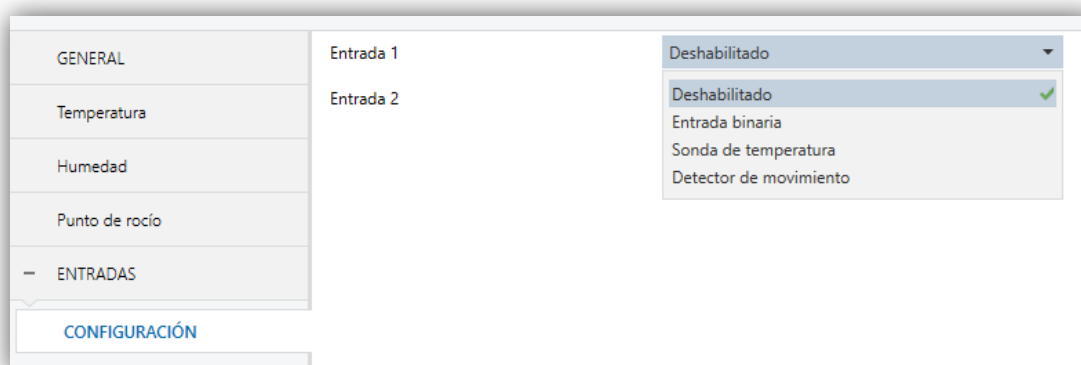 GENERAL
Temperatura
Humedad
Punto de rocío
ENTRADAS
CONFIGURACIÓN
Entrada 1
Deshabilitado
Entrada 2
Deshabilitado
Entrada binaria
Sonda de temperatura
Detector de movimiento